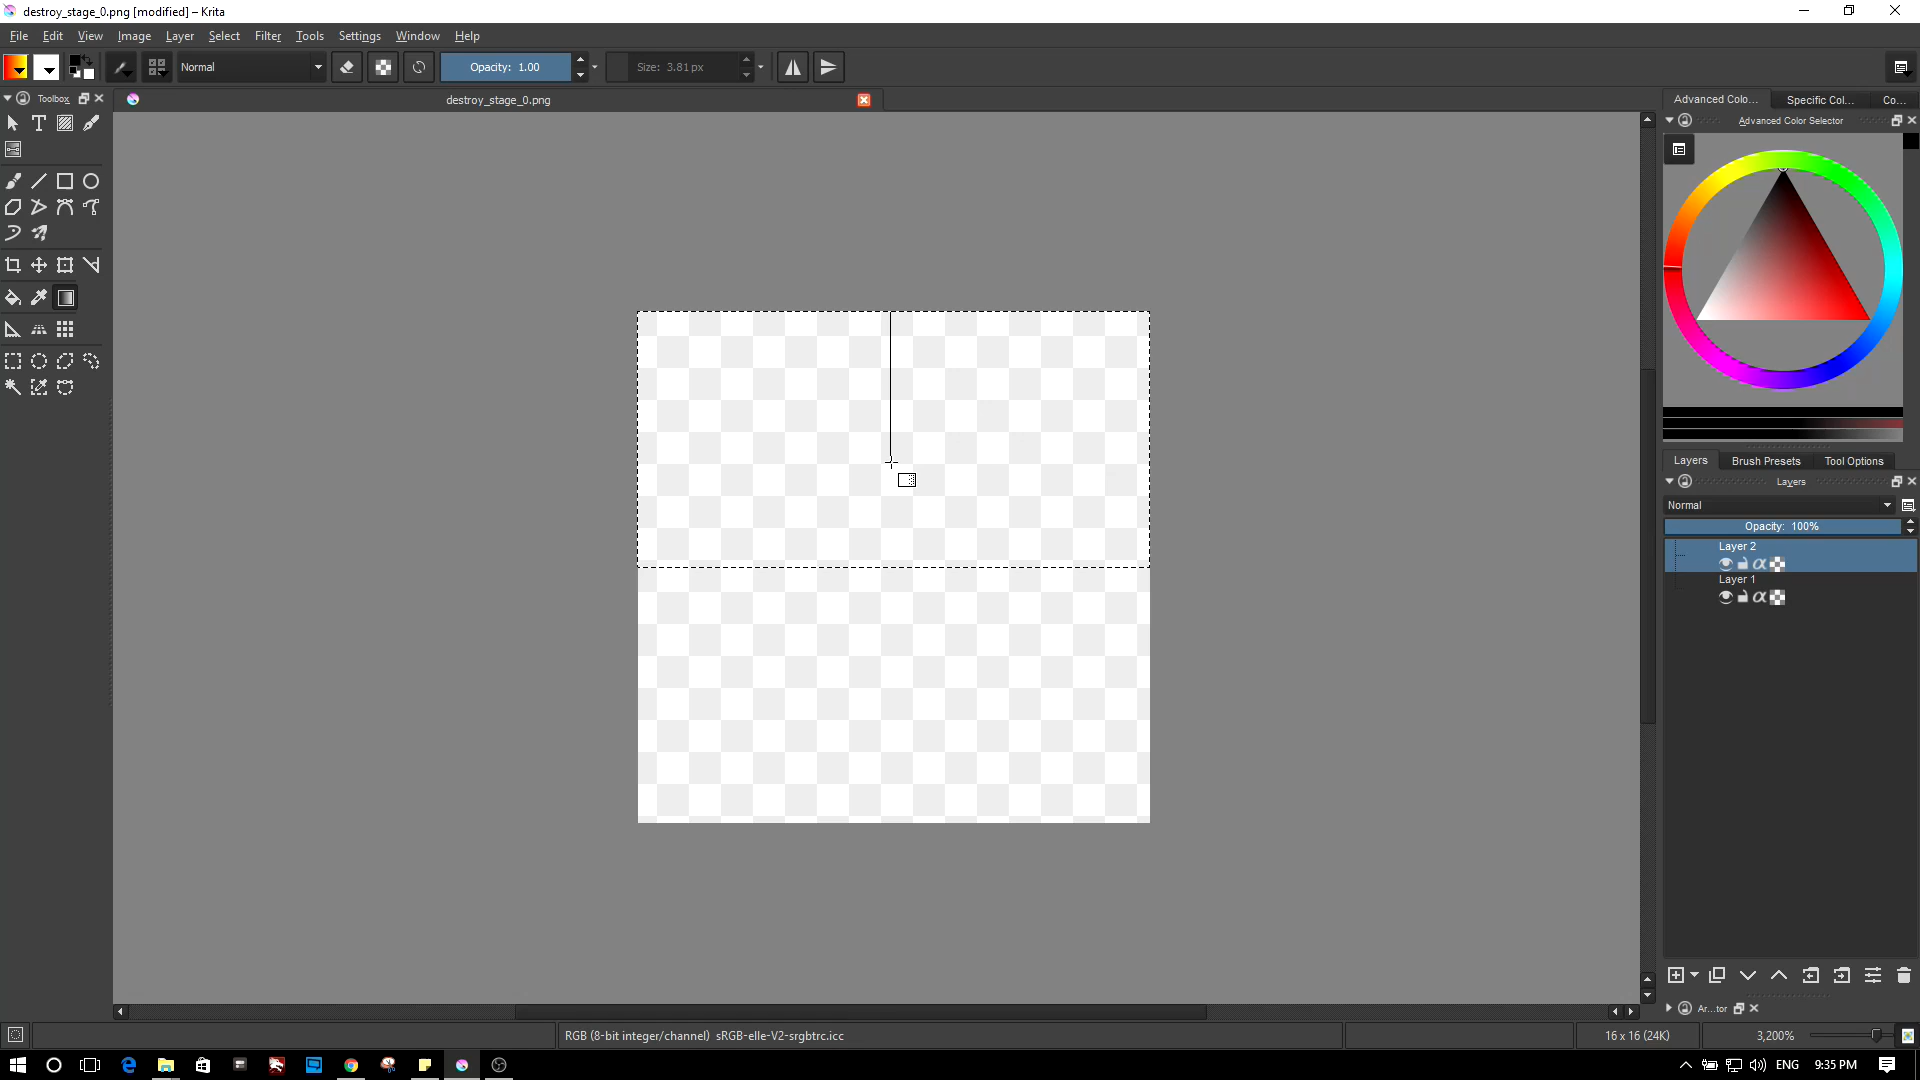 destroy_stage_0.png [modified] – Krita
File Edit View Image Layer Select Filter Tools Settings Window Help
Normal Opacity: 1.00 Size: 3.81 px
Toolbox destroy_stage_0.png Advanced Colo... Specific Col... Co...
Advanced Color Selector
Layers Brush Presets Tool Options
Layers
Normal
Opacity: 100%
Layer 2
Layer 1
Ar...tor
RGB (8-bit integer/channel) sRGB-elle-V2-srgbtrc.icc 16 x 16 (24K) 3,200%
ENG 9:35 PM